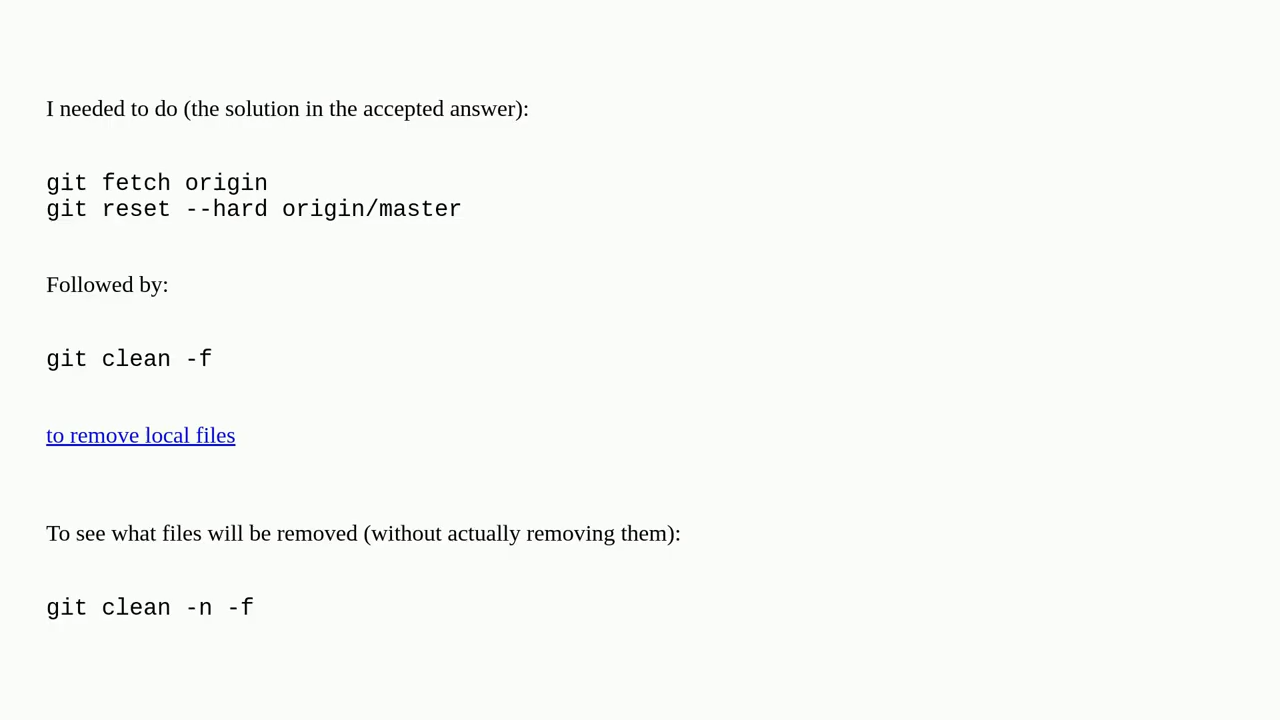 I needed to do (the solution in the accepted answer):
git fetch origin
git reset --hard origin/master
Followed by:
git clean -f
to remove local files
To see what files will be removed (without actually removing them):
git clean -n -f